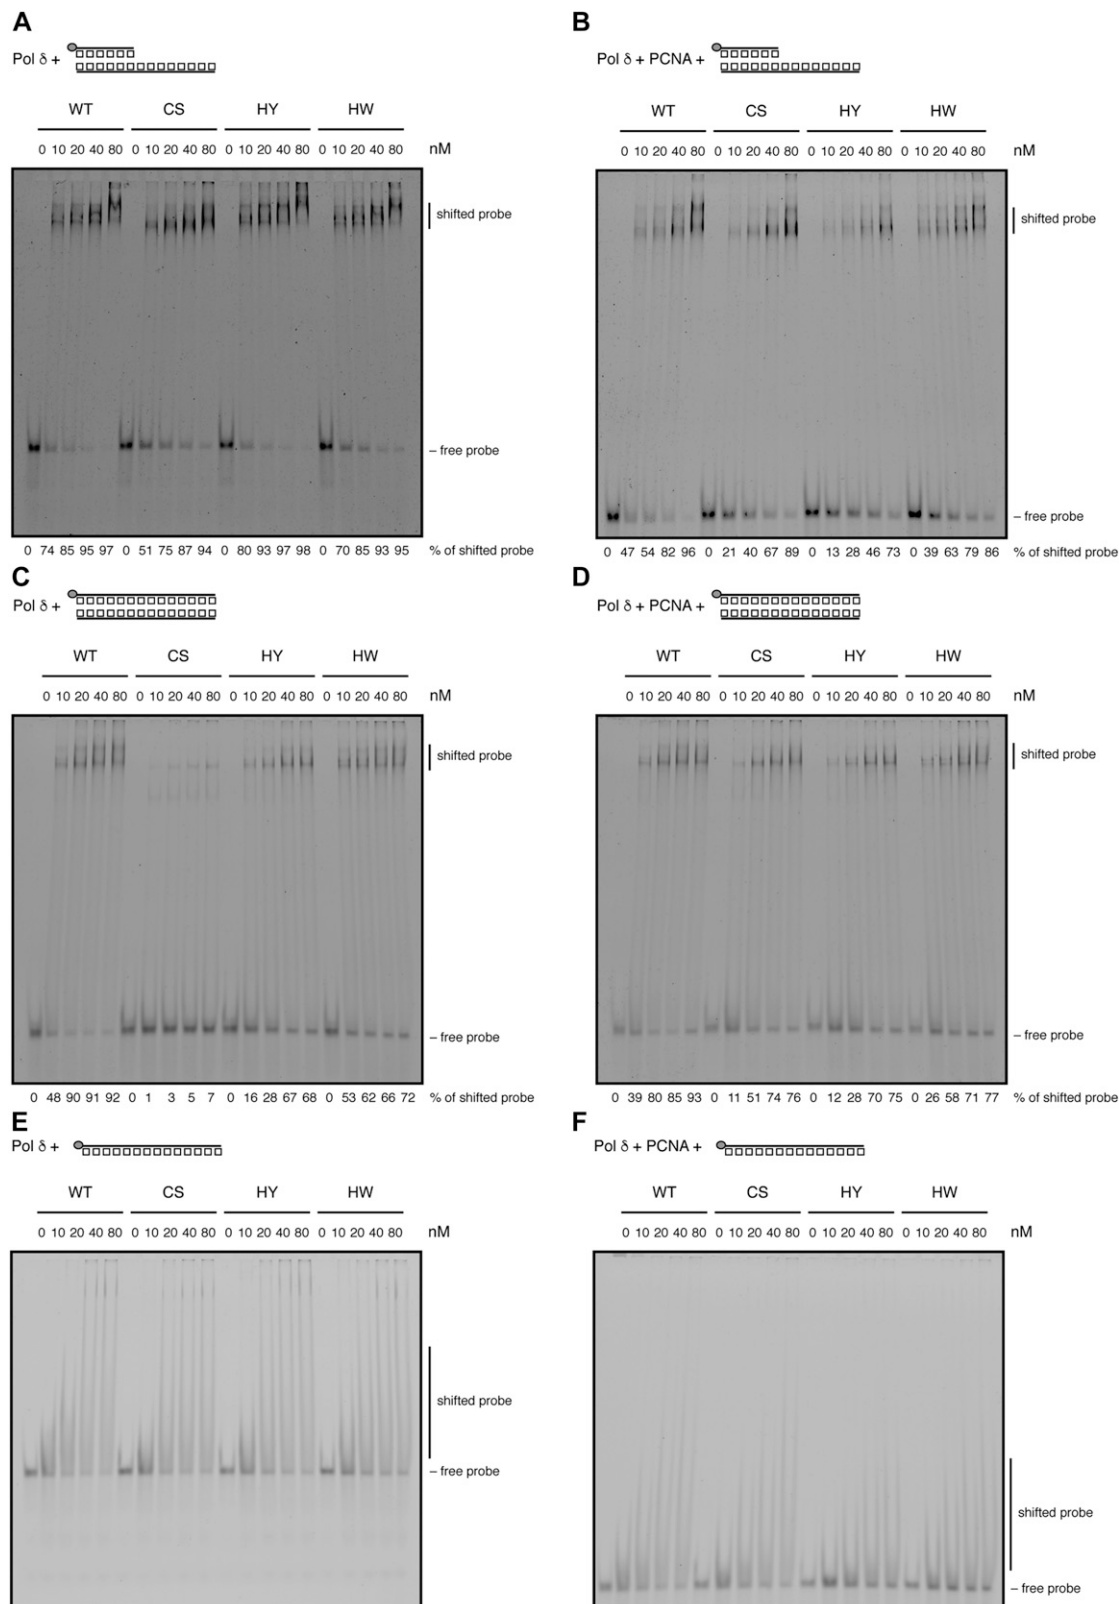 A
Pol δ +
WT CS HY HW
0 10 20 40 80 0 10 20 40 80 0 10 20 40 80 0 10 20 40 80 nM
shifted probe
– free probe
0 74 85 95 97 0 51 75 87 94 0 80 93 97 98 0 70 85 93 95 % of shifted probe
B
Pol δ + PCNA +
WT CS HY HW
0 10 20 40 80 0 10 20 40 80 0 10 20 40 80 0 10 20 40 80 nM
shifted probe
– free probe
0 47 54 82 96 0 21 40 67 89 0 13 28 46 73 0 39 63 79 86 % of shifted probe
C
Pol δ +
WT CS HY HW
0 10 20 40 80 0 10 20 40 80 0 10 20 40 80 0 10 20 40 80 nM
shifted probe
– free probe
0 48 90 91 92 0 1 3 5 7 0 16 28 67 68 0 53 62 66 72 % of shifted probe
D
Pol δ + PCNA +
WT CS HY HW
0 10 20 40 80 0 10 20 40 80 0 10 20 40 80 0 10 20 40 80 nM
shifted probe
– free probe
0 39 80 85 93 0 11 51 74 76 0 12 28 70 75 0 26 58 71 77 % of shifted probe
E
Pol δ +
WT CS HY HW
0 10 20 40 80 0 10 20 40 80 0 10 20 40 80 0 10 20 40 80 nM
shifted probe
– free probe
F
Pol δ + PCNA +
WT CS HY HW
0 10 20 40 80 0 10 20 40 80 0 10 20 40 80 0 10 20 40 80 nM
shifted probe
– free probe